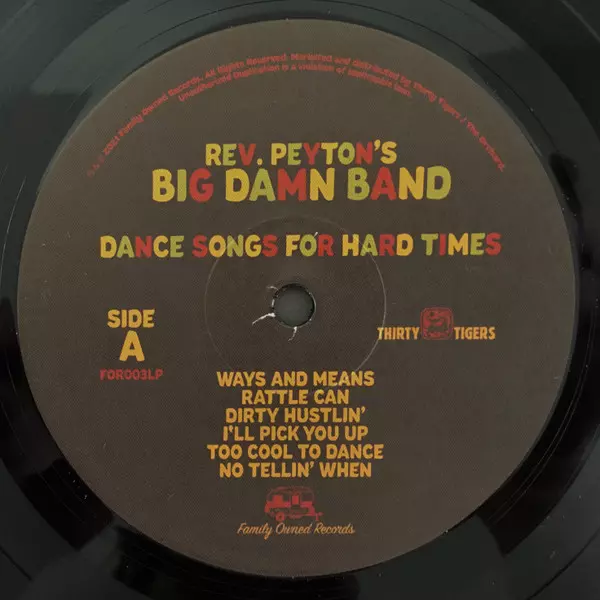 ℗ © 2021 Family Owned Records. All Rights Reserved. Marketed and distributed by Thirty Tigers / The Orchard.
Unauthorized duplication is a violation of applicable laws.
REV. PEYTON'S
BIG DAMN BAND
DANCE SONGS FOR HARD TIMES
SIDE
A
FOR003LP
THIRTY TIGERS
WAYS AND MEANS
RATTLE CAN
DIRTY HUSTLIN'
I'LL PICK YOU UP
TOO COOL TO DANCE
NO TELLIN' WHEN
Family Owned Records